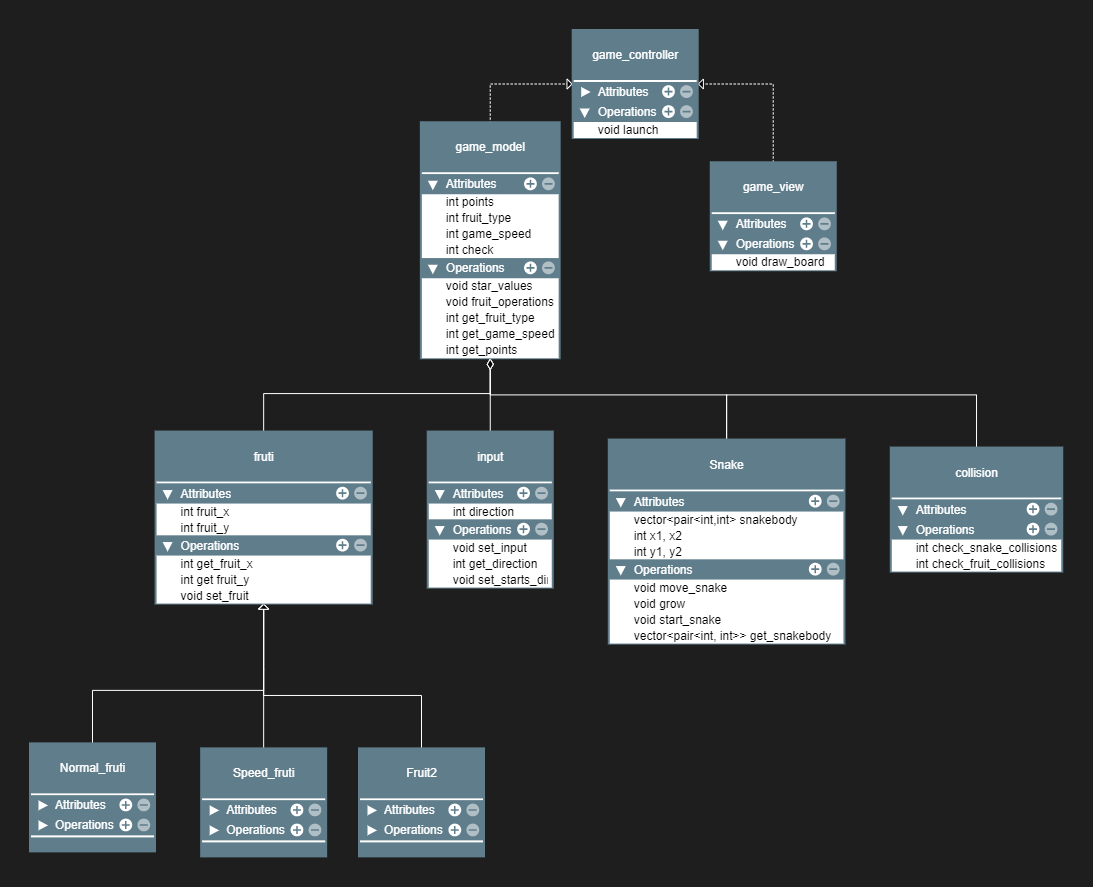 game_controller
Attributes
Operations
void launch
game_model
Attributes
int points
int fruit_type
int game_speed
int check
Operations
void star_values
void fruit_operations
int get_fruit_type
int get_game_speed
int get_points
game_view
Attributes
Operations
void draw_board
fruti
Attributes
int fruit_x
int fruit_y
Operations
int get_fruit_x
int get fruit_y
void set_fruit
input
Attributes
int direction
Operations
void set_input
int get_direction
void set_starts_di
Snake
Attributes
vector<pair<int,int> snakebody
int x1, x2
int y1, y2
Operations
void move_snake
void grow
void start_snake
vector<pair<int, int>> get_snakebody
collision
Attributes
Operations
int check_snake_collisions
int check_fruit_collisions
Normal_fruti
Attributes
Operations
Speed_fruti
Attributes
Operations
Fruit2
Attributes
Operations